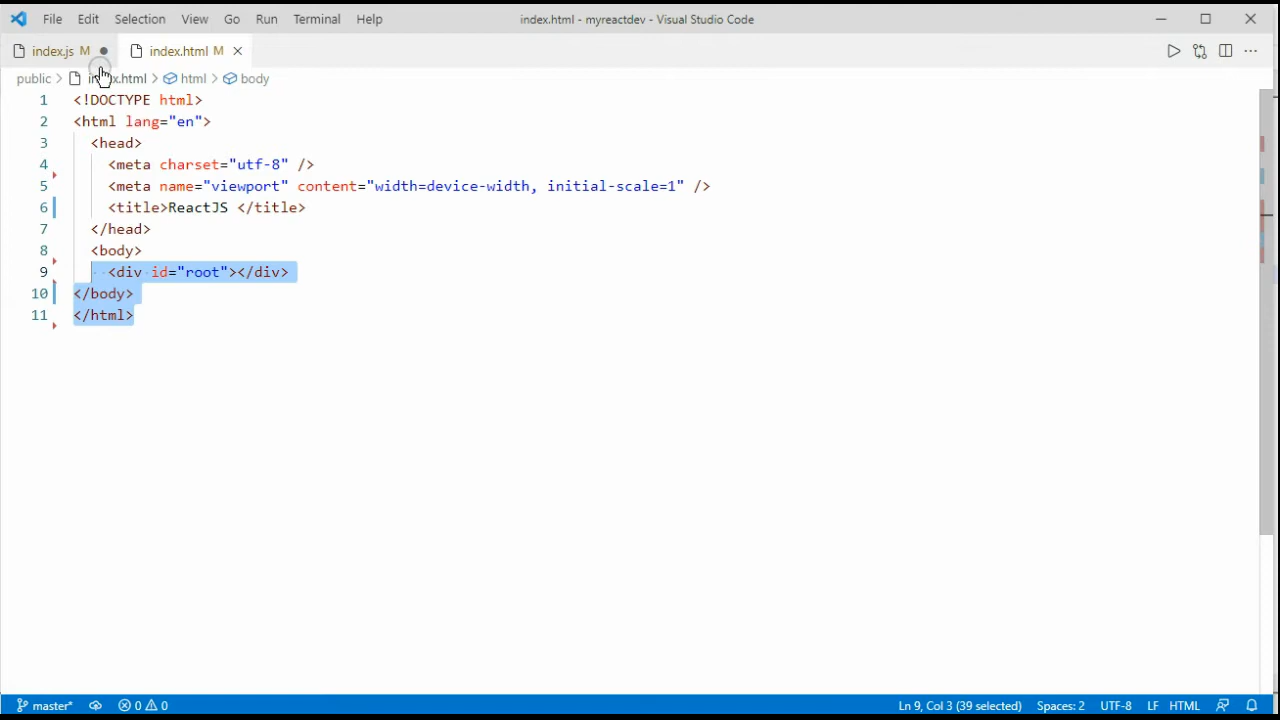 File Edit Selection View Go Run Terminal Help index.html - myreactdev - Visual Studio Code
index.js M index.html M
public > index.html > html > body
1 <!DOCTYPE html>
2 <html lang="en">
3 <head>
4 <meta charset="utf-8" />
5 <meta name="viewport" content="width=device-width, initial-scale=1" />
6 <title>ReactJS </title>
7 </head>
8 <body>
9 <div id="root"></div>
10 </body>
11 </html>
master* 0 0 Ln 9, Col 3 (39 selected) Spaces: 2 UTF-8 LF HTML